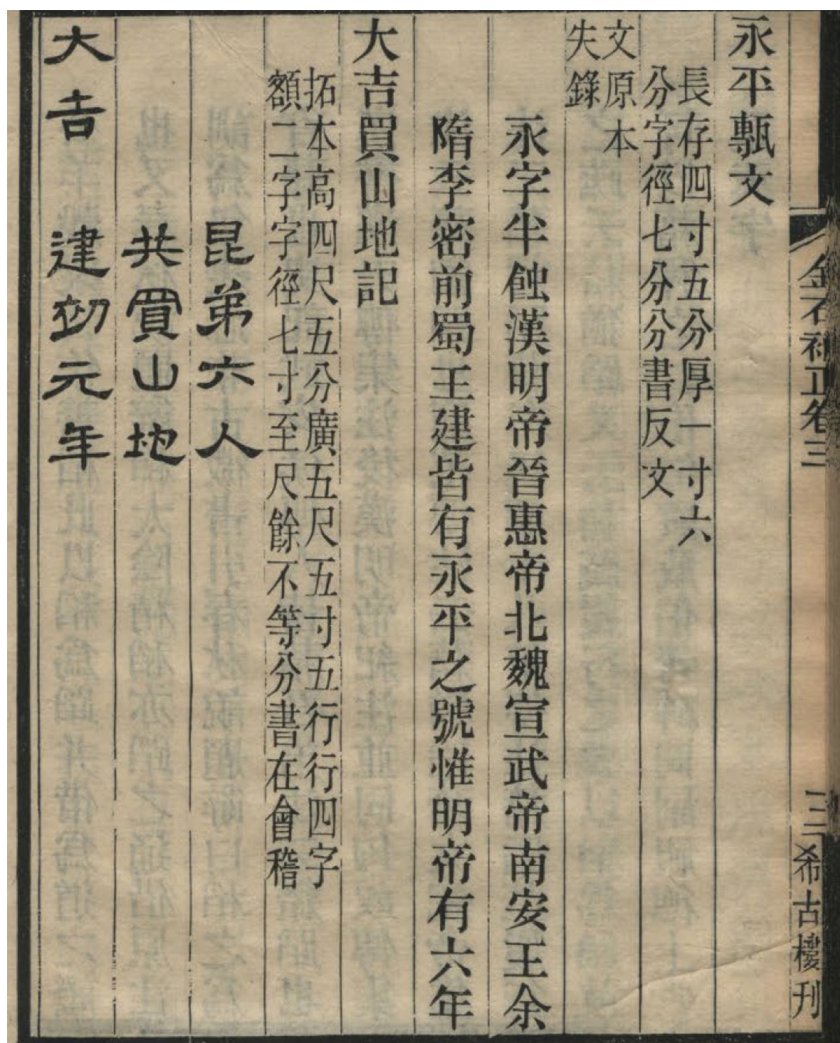 金石補正卷三
三
希古樓刊
永平甎文
長存四寸五分厚一寸六
分字徑七分分書反文
文原本
失錄
永字半蝕漢明帝晉惠帝北魏宣武帝南安王余
隋李密前蜀王建皆有永平之號惟明帝有六年
大吉買山地記
拓本高四尺五分廣五尺五寸五行行四字
額二字字徑七寸至尺餘不等分書在會稽
昆弟六人
共買山地
大吉 建初元年